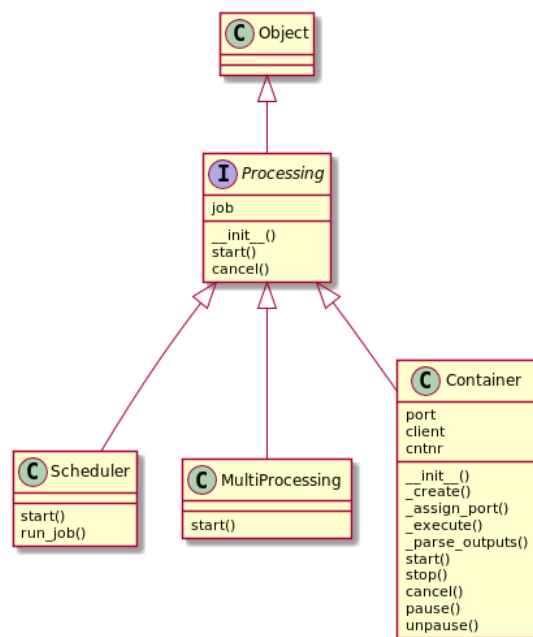 C Object
I Processing
job
__init__()
start()
cancel()
C Scheduler
start()
run_job()
C MultiProcessing
start()
C Container
port
client
cntnr
__init__()
_create()
_assign_port()
_execute()
_parse_outputs()
start()
stop()
cancel()
pause()
unpause()